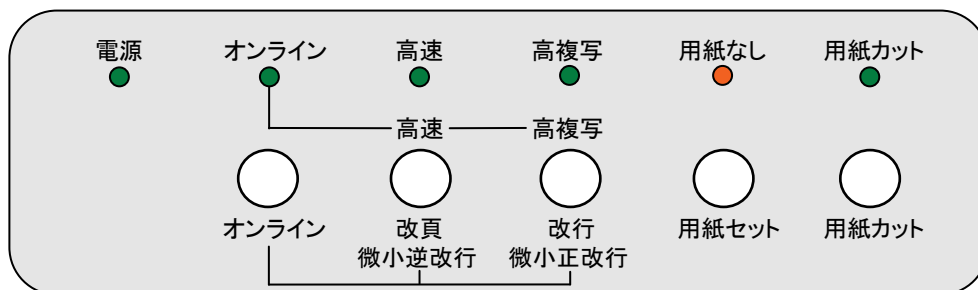 電源 オンライン 高速 高複写 用紙なし 用紙カット
高速 高複写
オンライン 改頁 改行 用紙セット 用紙カット
微小逆改行 微小正改行